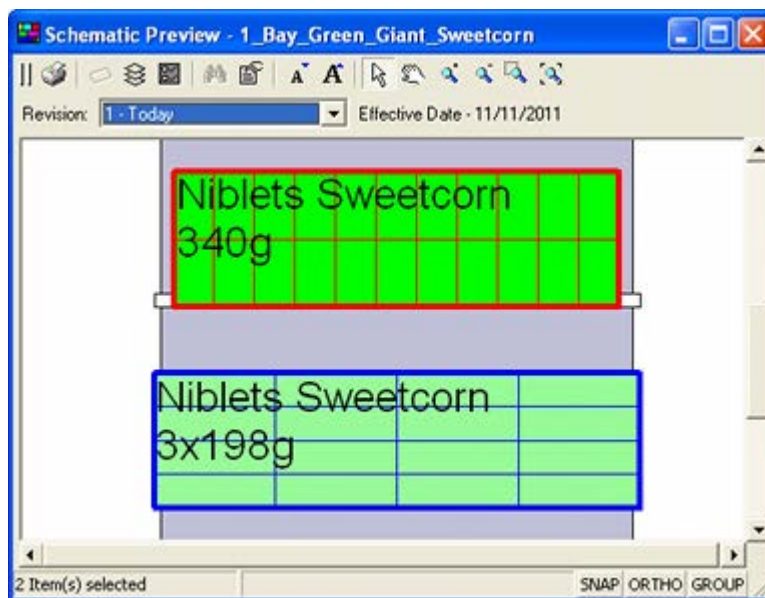 Schematic Preview - 1_Bay_Green_Giant_Sweetcorn
A A
Revision: 1 - Today Effective Date - 11/11/2011
Niblets Sweetcorn
340g
Niblets Sweetcorn
3x198g
2 Item(s) selected SNAP ORTHO GROUP